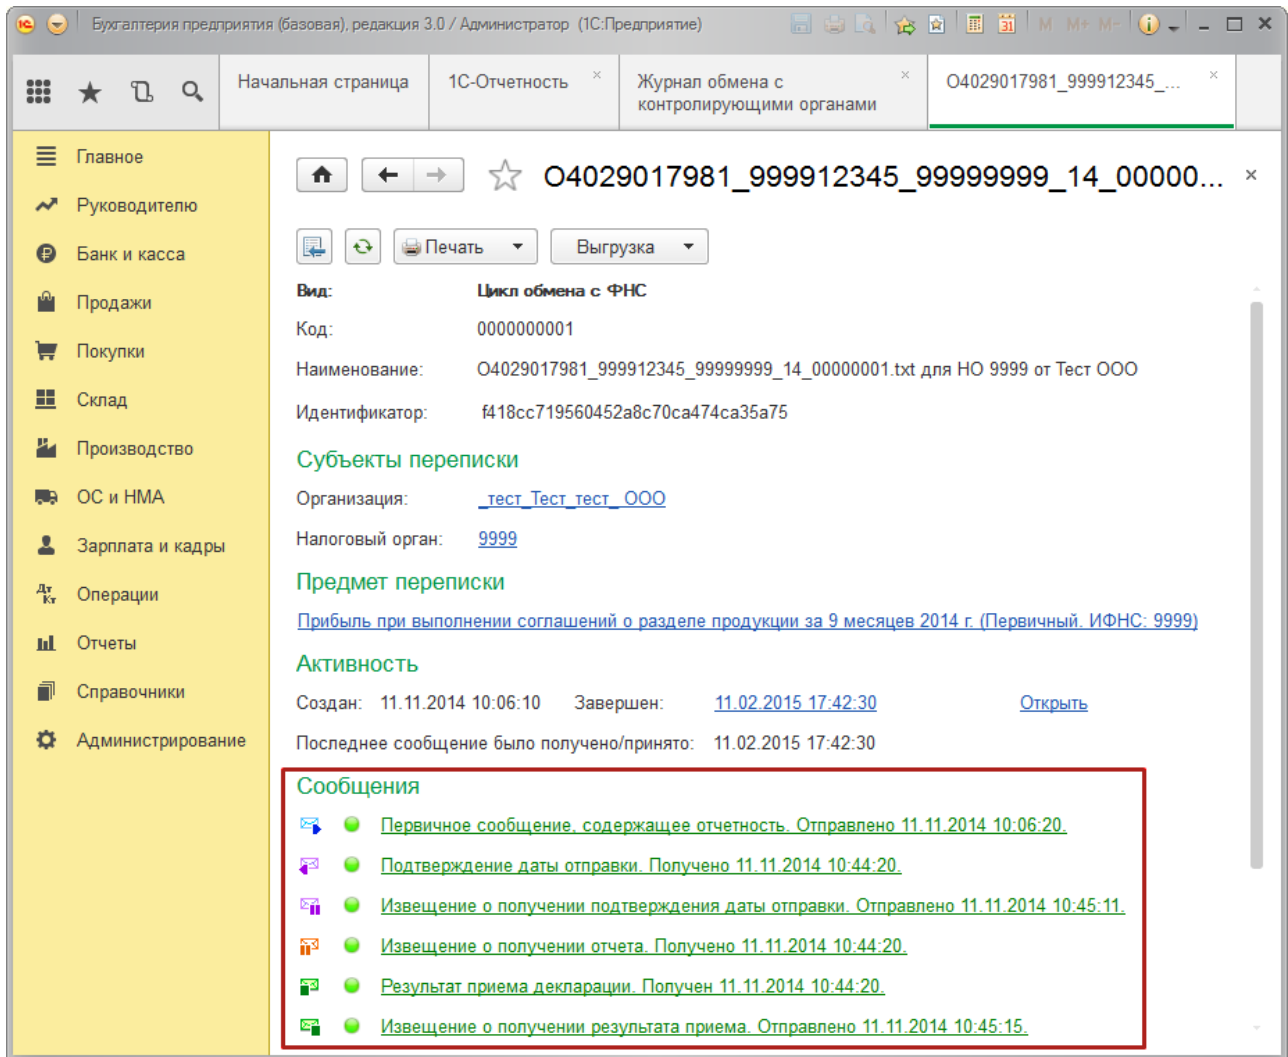 Бухгалтерия предприятия (базовая), редакция 3.0 / Администратор (1С:Предприятие)
M M+ M-
Начальная страница
1С-Отчетность
Журнал обмена с
контролирующими органами
O4029017981_999912345_...
Главное
Руководителю
Банк и касса
Продажи
Покупки
Склад
Производство
ОС и НМА
Зарплата и кадры
Операции
Отчеты
Справочники
Администрирование
O4029017981_999912345_99999999_14_00000...
Печать
Выгрузка
Вид: Цикл обмена с ФНС
Код: 0000000001
Наименование: O4029017981_999912345_99999999_14_00000001.txt для НО 9999 от Тест ООО
Идентификатор: f418cc719560452a8c70ca474ca35a75
Субъекты переписки
Организация: _тест_Тест_тест_ ООО
Налоговый орган: 9999
Предмет переписки
Прибыль при выполнении соглашений о разделе продукции за 9 месяцев 2014 г. (Первичный. ИФНС: 9999)
Активность
Создан: 11.11.2014 10:06:10 Завершен: 11.02.2015 17:42:30 Открыть
Последнее сообщение было получено/принято: 11.02.2015 17:42:30
Сообщения
Первичное сообщение, содержащее отчетность. Отправлено 11.11.2014 10:06:20.
Подтверждение даты отправки. Получено 11.11.2014 10:44:20.
Извещение о получении подтверждения даты отправки. Отправлено 11.11.2014 10:45:11.
Извещение о получении отчета. Получено 11.11.2014 10:44:20.
Результат приема декларации. Получен 11.11.2014 10:44:20.
Извещение о получении результата приема. Отправлено 11.11.2014 10:45:15.